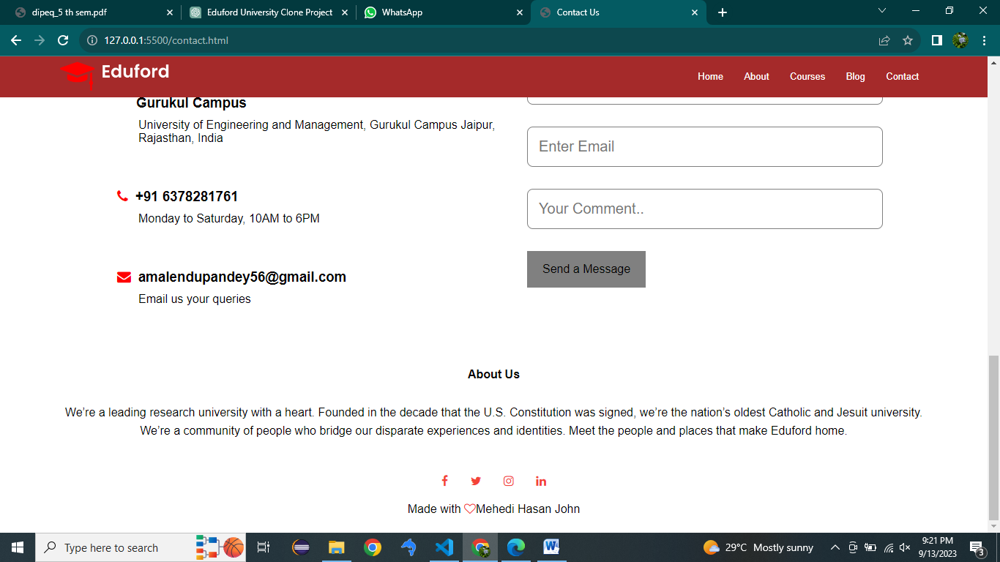 dipeq_5 th sem.pdf
Eduford University Clone Project
WhatsApp
Contact Us
127.0.0.1:5500/contact.html
Eduford
Home
About
Courses
Blog
Contact
Gurukul Campus
University of Engineering and Management, Gurukul Campus Jaipur,
Rajasthan, India
+91 6378281761
Monday to Saturday, 10AM to 6PM
amalendupandey56@gmail.com
Email us your queries
Enter Email
Your Comment..
Send a Message
About Us
We’re a leading research university with a heart. Founded in the decade that the U.S. Constitution was signed, we’re the nation’s oldest Catholic and Jesuit university.
We’re a community of people who bridge our disparate experiences and identities. Meet the people and places that make Eduford home.
Made with ♡Mehedi Hasan John
Type here to search
29°C Mostly sunny
9:21 PM
9/13/2023
3